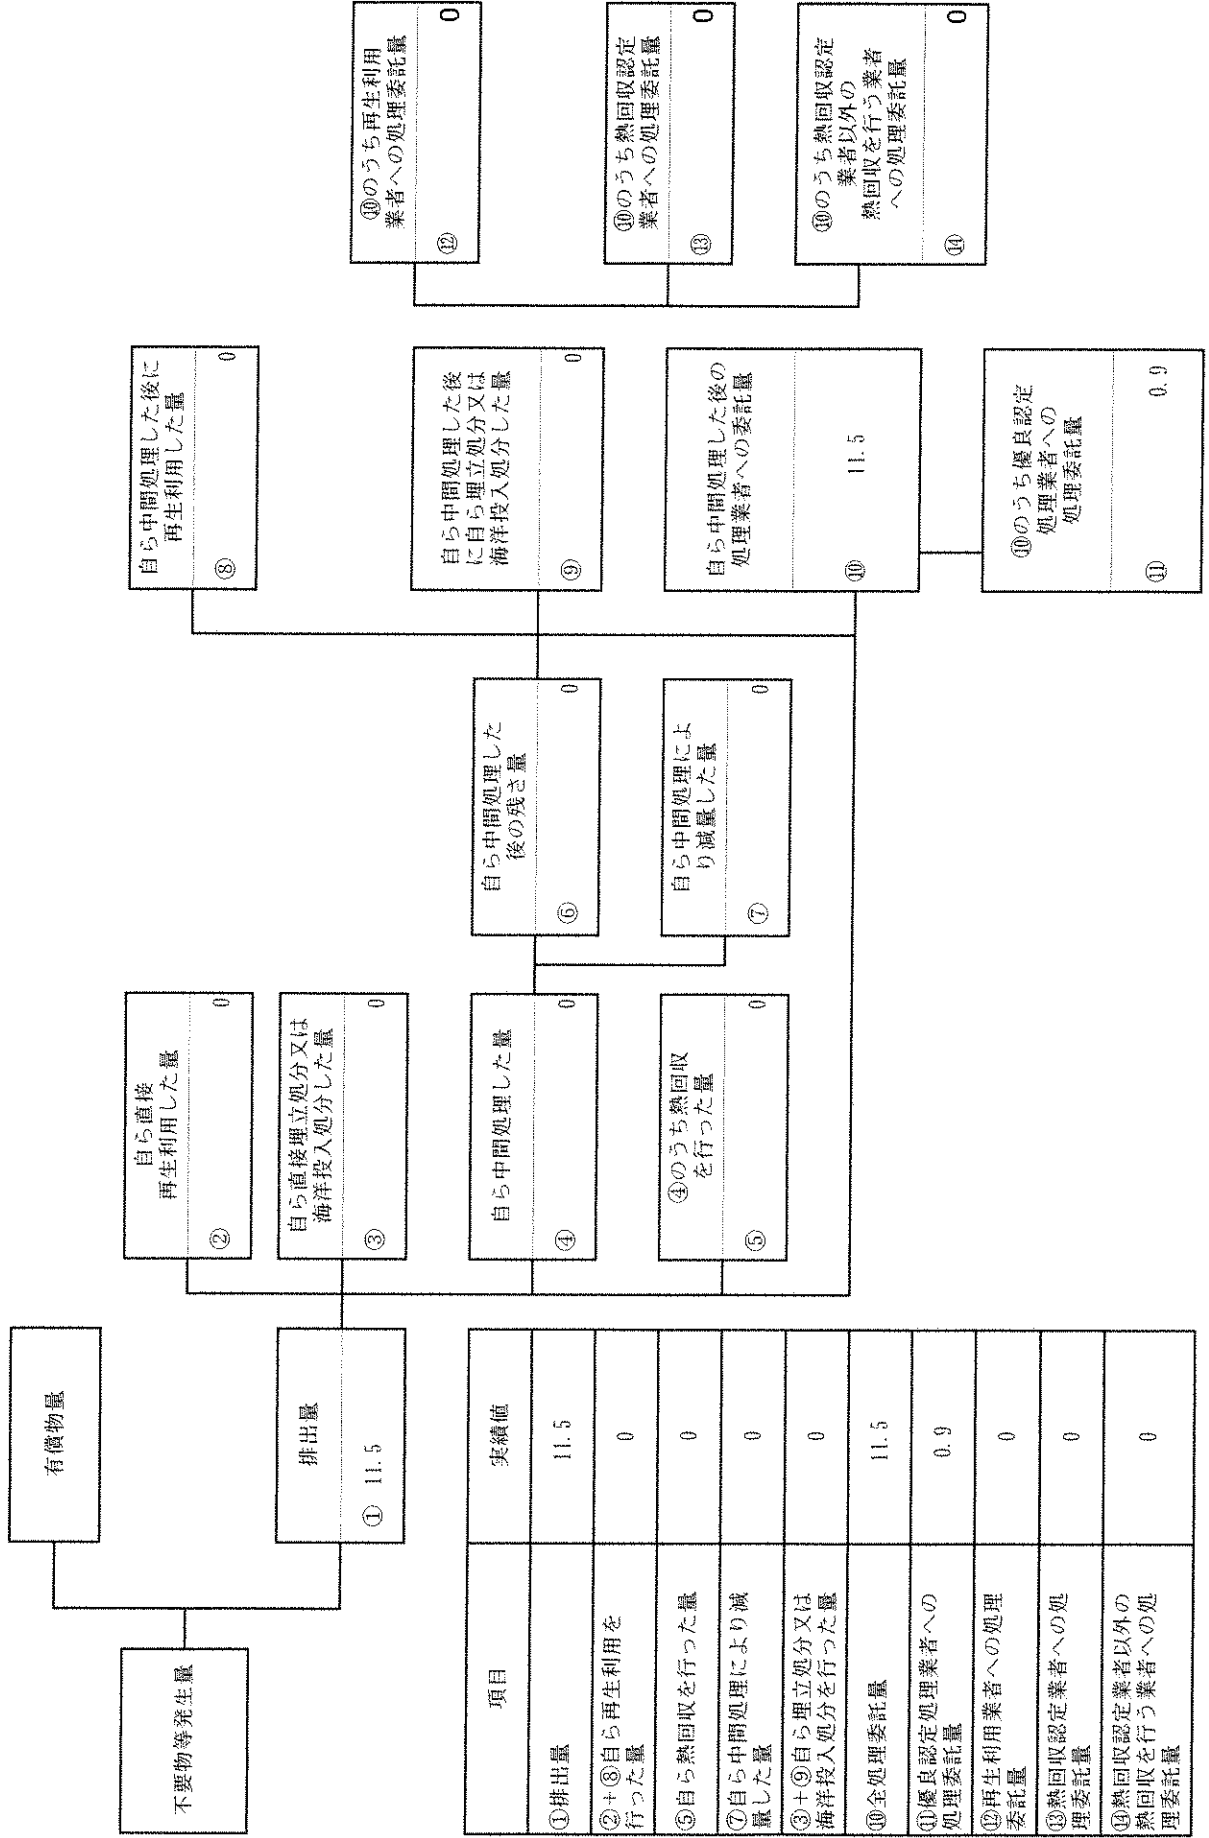 不要物等発生量
有償物量
排出量
① 11.5
自ら直接
再生利用した量
② 0
自ら直接埋立処分又は
海洋投入処分した量
③ 0
自ら中間処理した量
④ 0
④のうち熱回収
を行った量
⑤ 0
自ら中間処理した
後の残さ量
⑥ 0
自ら中間処理によ
り減量した量
⑦ 0
自ら中間処理した後に
再生利用した量
⑧ 0
自ら中間処理した後
に自ら埋立処分又は
海洋投入処分した量
⑨ 0
自ら中間処理した後の
処理業者への委託量
⑩ 11.5
⑩のうち優良認定
処理業者への
処理委託量
⑪ 0.9
⑩のうち再生利用
業者への処理委託量
⑫ 0
⑩のうち熱回収認定
業者への処理委託量
⑬ 0
⑩のうち熱回収認定
業者以外の
熱回収を行う業者
への処理委託量
⑭ 0
項目 実績値
①排出量 11.5
②+⑧自ら再生利用を
行った量 0
⑤自ら熱回収を行った量 0
⑦自ら中間処理により減
量した量 0
③+⑨自ら埋立処分又は
海洋投入処分を行った量 0
⑩全処理委託量 11.5
⑪優良認定処理業者への
処理委託量 0.9
⑫再生利用業者への処理
委託量 0
⑬熱回収認定業者への処
理委託量 0
⑭熱回収認定業者以外の
熱回収を行う業者への処
理委託量 0